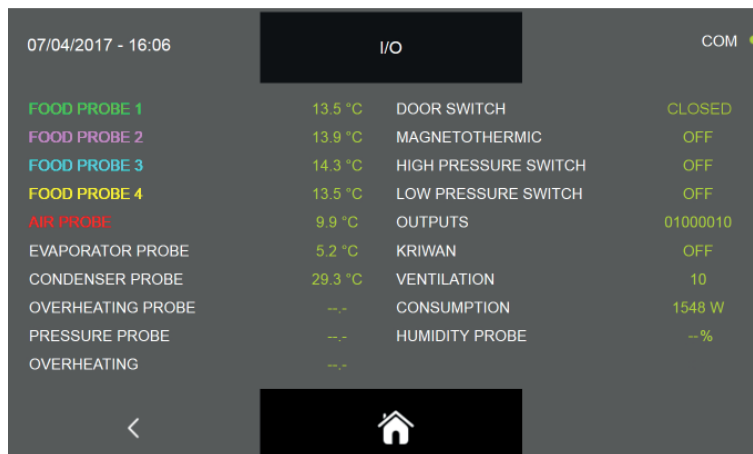 07/04/2017 - 16:06
I/O
COM
FOOD PROBE 1 13.5 °C DOOR SWITCH CLOSED
FOOD PROBE 2 13.9 °C MAGNETOTHERMIC OFF
FOOD PROBE 3 14.3 °C HIGH PRESSURE SWITCH OFF
FOOD PROBE 4 13.5 °C LOW PRESSURE SWITCH OFF
AIR PROBE 9.9 °C OUTPUTS 01000010
EVAPORATOR PROBE 5.2 °C KRIWAN OFF
CONDENSER PROBE 29.3 °C VENTILATION 10
OVERHEATING PROBE --.- CONSUMPTION 1548 W
PRESSURE PROBE --.- HUMIDITY PROBE --%
OVERHEATING --.-